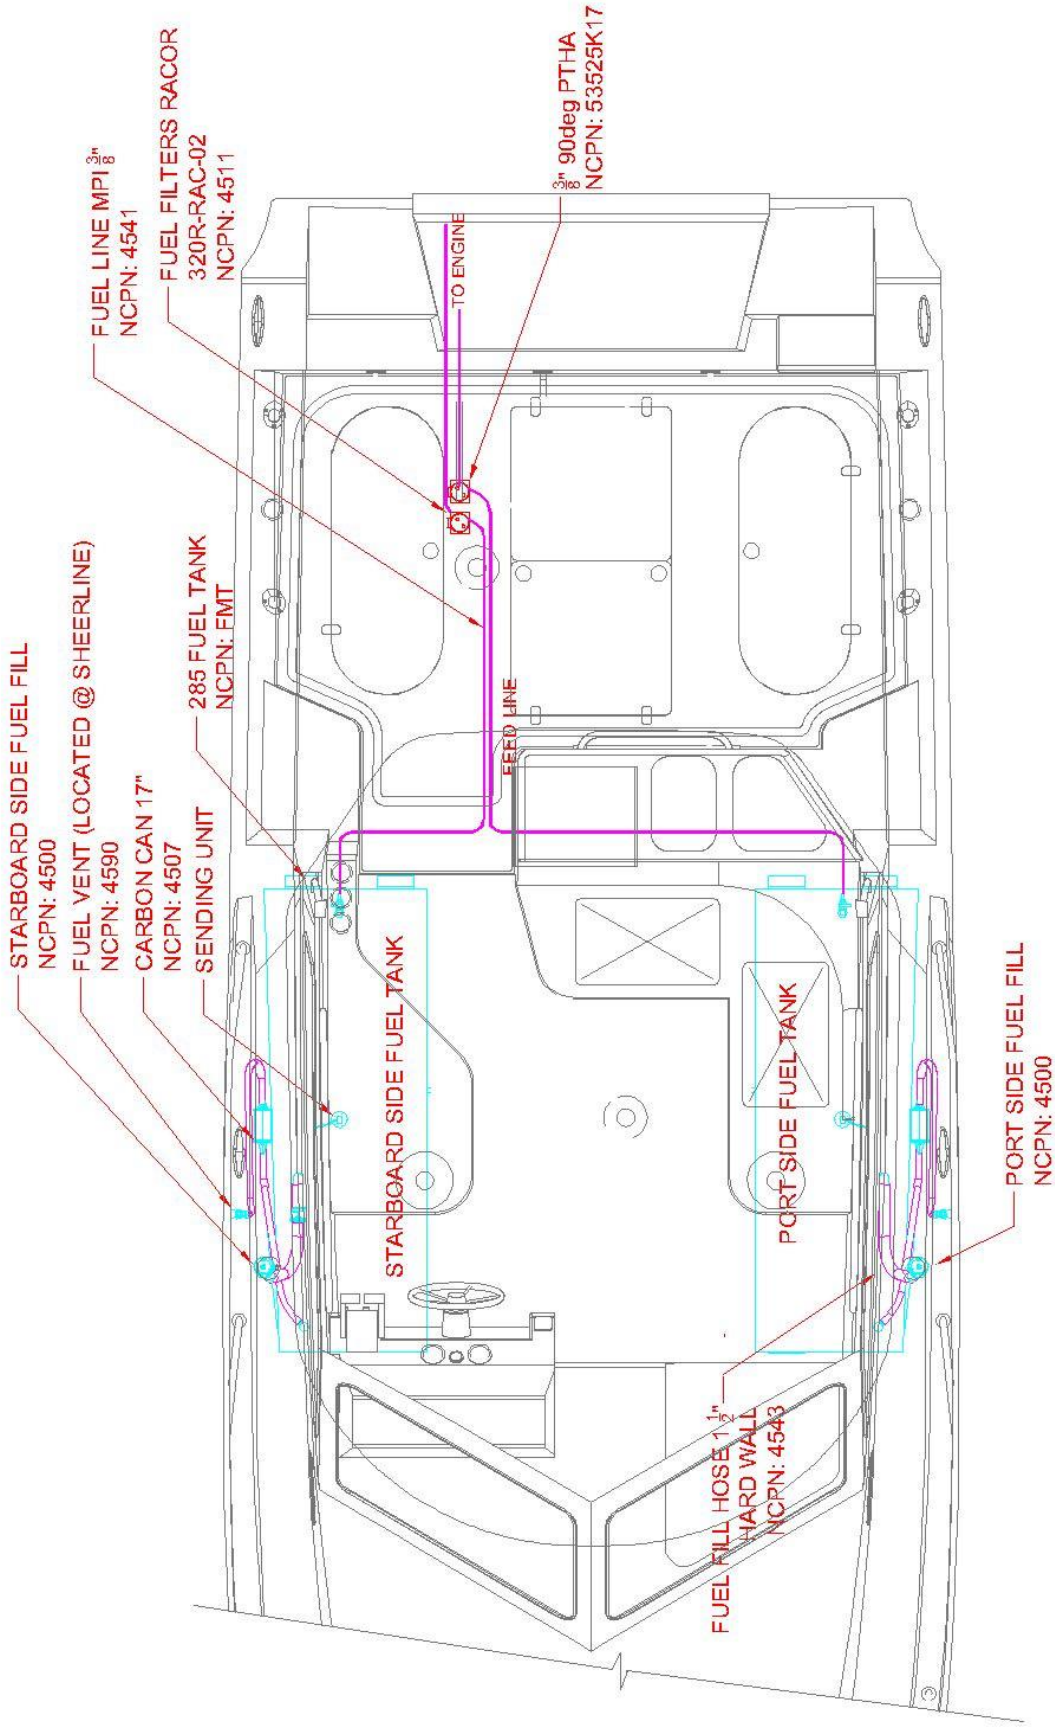 STARBOARD SIDE FUEL FILL
NCPN: 4500
FUEL VENT (LOCATED @ SHEERLINE)
NCPN: 4590
CARBON CAN 17"
NCPN: 4507
SENDING UNIT
285 FUEL TANK
NCPN: FMT
FUEL LINE MPI 3/8"
NCPN: 4541
FUEL FILTERS RACOR
320R-RAC-02
NCPN: 4511
TO ENGINE
3/8" 90deg PTHA
NCPN: 53525K17
FEED LINE
STARBOARD SIDE FUEL TANK
PORT SIDE FUEL TANK
FUEL FILL HOSE 1 1/2"
HARD WALL
NCPN: 4543
PORT SIDE FUEL FILL
NCPN: 4500